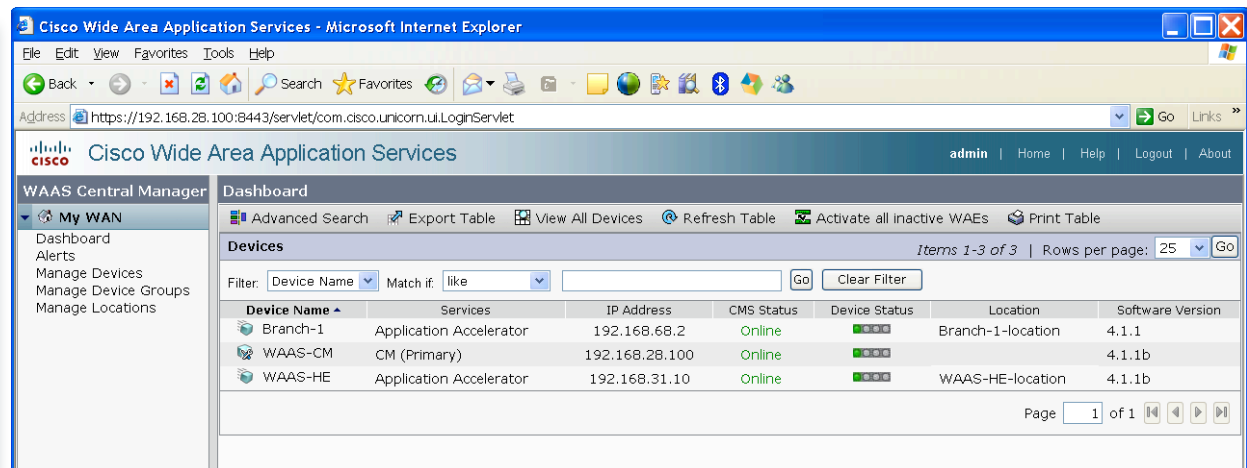 Cisco Wide Area Application Services - Microsoft Internet Explorer
File Edit View Favorites Tools Help
Back Search Favorites
Address https://192.168.28.100:8443/servlet/com.cisco.unicorn.ui.LoginServlet Go Links »
CISCO Cisco Wide Area Application Services admin | Home | Help | Logout | About
WAAS Central Manager Dashboard
My WAN
Dashboard
Alerts
Manage Devices
Manage Device Groups
Manage Locations
Advanced Search Export Table View All Devices Refresh Table Activate all inactive WAEs Print Table
Devices Items 1-3 of 3 | Rows per page: 25 Go
Filter: Device Name Match if: like Go Clear Filter
Device Name Services IP Address CMS Status Device Status Location Software Version
Branch-1 Application Accelerator 192.168.68.2 Online Branch-1-location 4.1.1
WAAS-CM CM (Primary) 192.168.28.100 Online 4.1.1b
WAAS-HE Application Accelerator 192.168.31.10 Online WAAS-HE-location 4.1.1b
Page 1 of 1